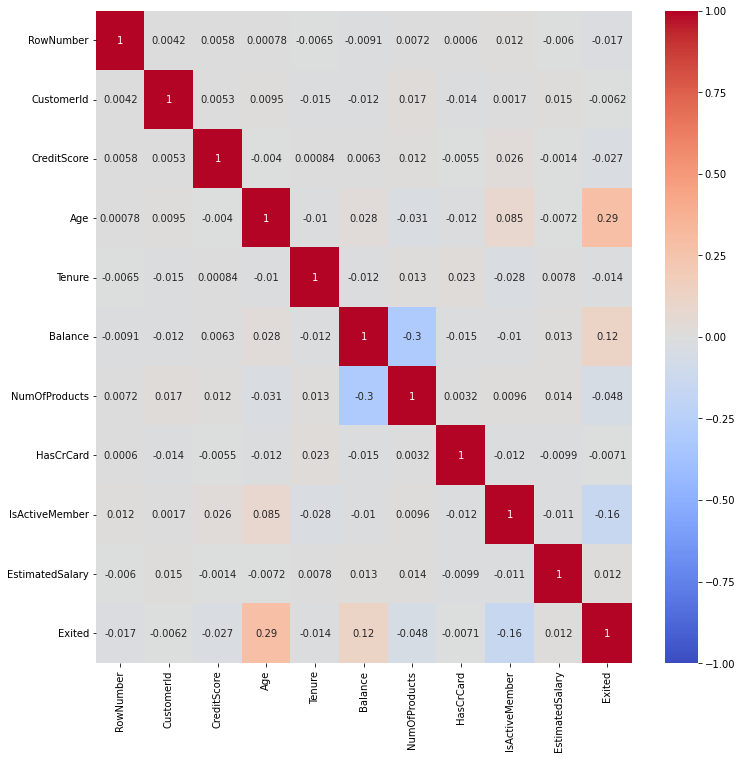 RowNumber 1 0.0042 0.0058 0.00078 -0.0065 -0.0091 0.0072 0.0006 0.012 -0.006 -0.017
CustomerId 0.0042 1 0.0053 0.0095 -0.015 -0.012 0.017 -0.014 0.0017 0.015 -0.0062
CreditScore 0.0058 0.0053 1 -0.004 0.00084 0.0063 0.012 -0.0055 0.026 -0.0014 -0.027
Age 0.00078 0.0095 -0.004 1 -0.01 0.028 -0.031 -0.012 0.085 -0.0072 0.29
Tenure -0.0065 -0.015 0.00084 -0.01 1 -0.012 0.013 0.023 -0.028 0.0078 -0.014
Balance -0.0091 -0.012 0.0063 0.028 -0.012 1 -0.3 -0.015 -0.01 0.013 0.12
NumOfProducts 0.0072 0.017 0.012 -0.031 0.013 -0.3 1 0.0032 0.0096 0.014 -0.048
HasCrCard 0.0006 -0.014 -0.0055 -0.012 0.023 -0.015 0.0032 1 -0.012 -0.0099 -0.0071
IsActiveMember 0.012 0.0017 0.026 0.085 -0.028 -0.01 0.0096 -0.012 1 -0.011 -0.16
EstimatedSalary -0.006 0.015 -0.0014 -0.0072 0.0078 0.013 0.014 -0.0099 -0.011 1 0.012
Exited -0.017 -0.0062 -0.027 0.29 -0.014 0.12 -0.048 -0.0071 -0.16 0.012 1
RowNumber
CustomerId
CreditScore
Age
Tenure
Balance
NumOfProducts
HasCrCard
IsActiveMember
EstimatedSalary
Exited
1.00
0.75
0.50
0.25
0.00
−0.25
−0.50
−0.75
−1.00